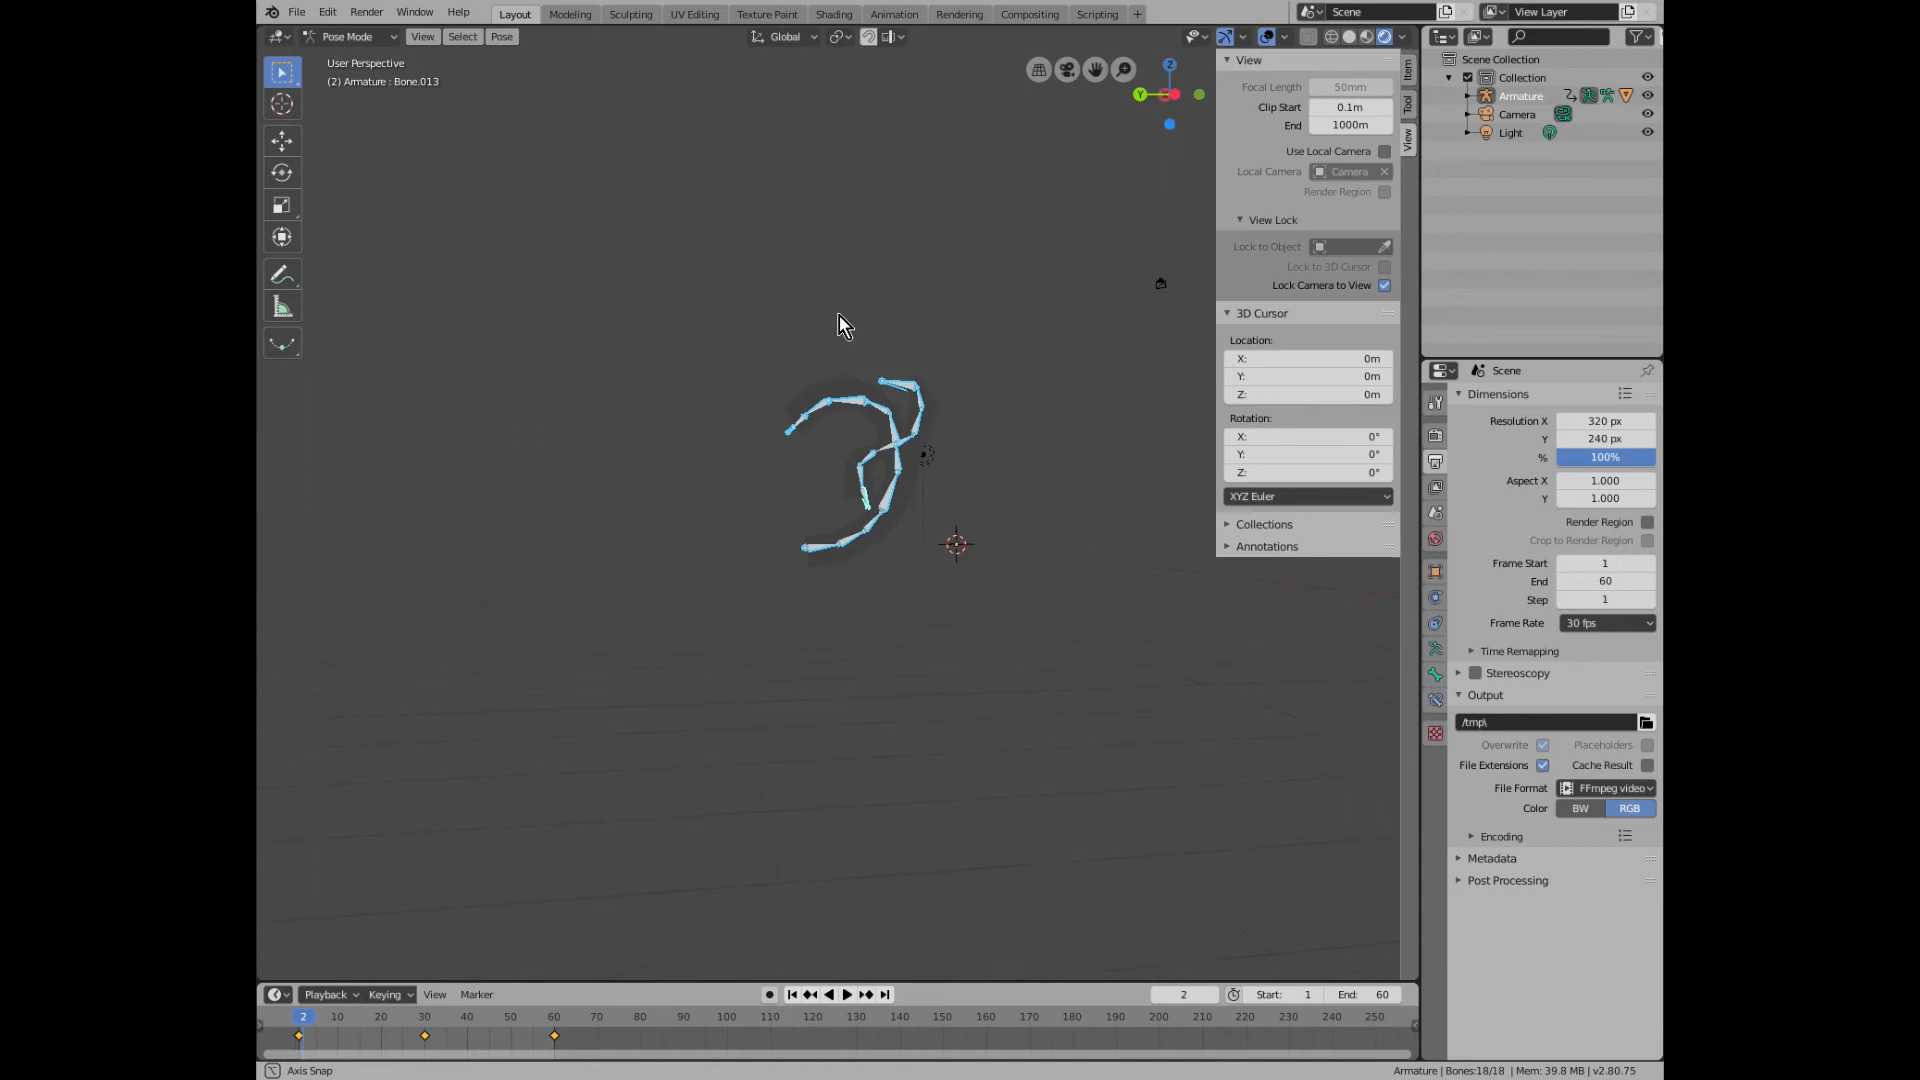 File Edit Render Window Help Layout Modeling Sculpting UV Editing Texture Paint Shading Animation Rendering Compositing Scripting + Scene View Layer
Pose Mode View Select Pose Global
User Perspective
(2) Armature : Bone.013
Z
Y
View
Focal Length 50mm
Clip Start 0.1m
End 1000m
Use Local Camera
Local Camera Camera
Render Region
View Lock
Lock to Object
Lock to 3D Cursor
Lock Camera to View
3D Cursor
Location:
X: 0m
Y: 0m
Z: 0m
Rotation:
X: 0°
Y: 0°
Z: 0°
XYZ Euler
Collections
Annotations
Item
Tool
View
Scene Collection
Collection
Armature
Camera
Light
Scene
Dimensions
Resolution X 320 px
Y 240 px
% 100%
Aspect X 1.000
Y 1.000
Render Region
Crop to Render Region
Frame Start 1
End 60
Step 1
Frame Rate 30 fps
Time Remapping
Stereoscopy
Output
/tmp\
Overwrite Placeholders
File Extensions Cache Result
File Format FFmpeg video
Color BW RGB
Encoding
Metadata
Post Processing
Playback Keying View Marker 2 Start: 1 End: 60
2 10 20 30 40 50 60 70 80 90 100 110 120 130 140 150 160 170 180 190 200 210 220 230 240 250
Axis Snap
Armature | Bones:18/18 | Mem: 39.8 MB | v2.80.75